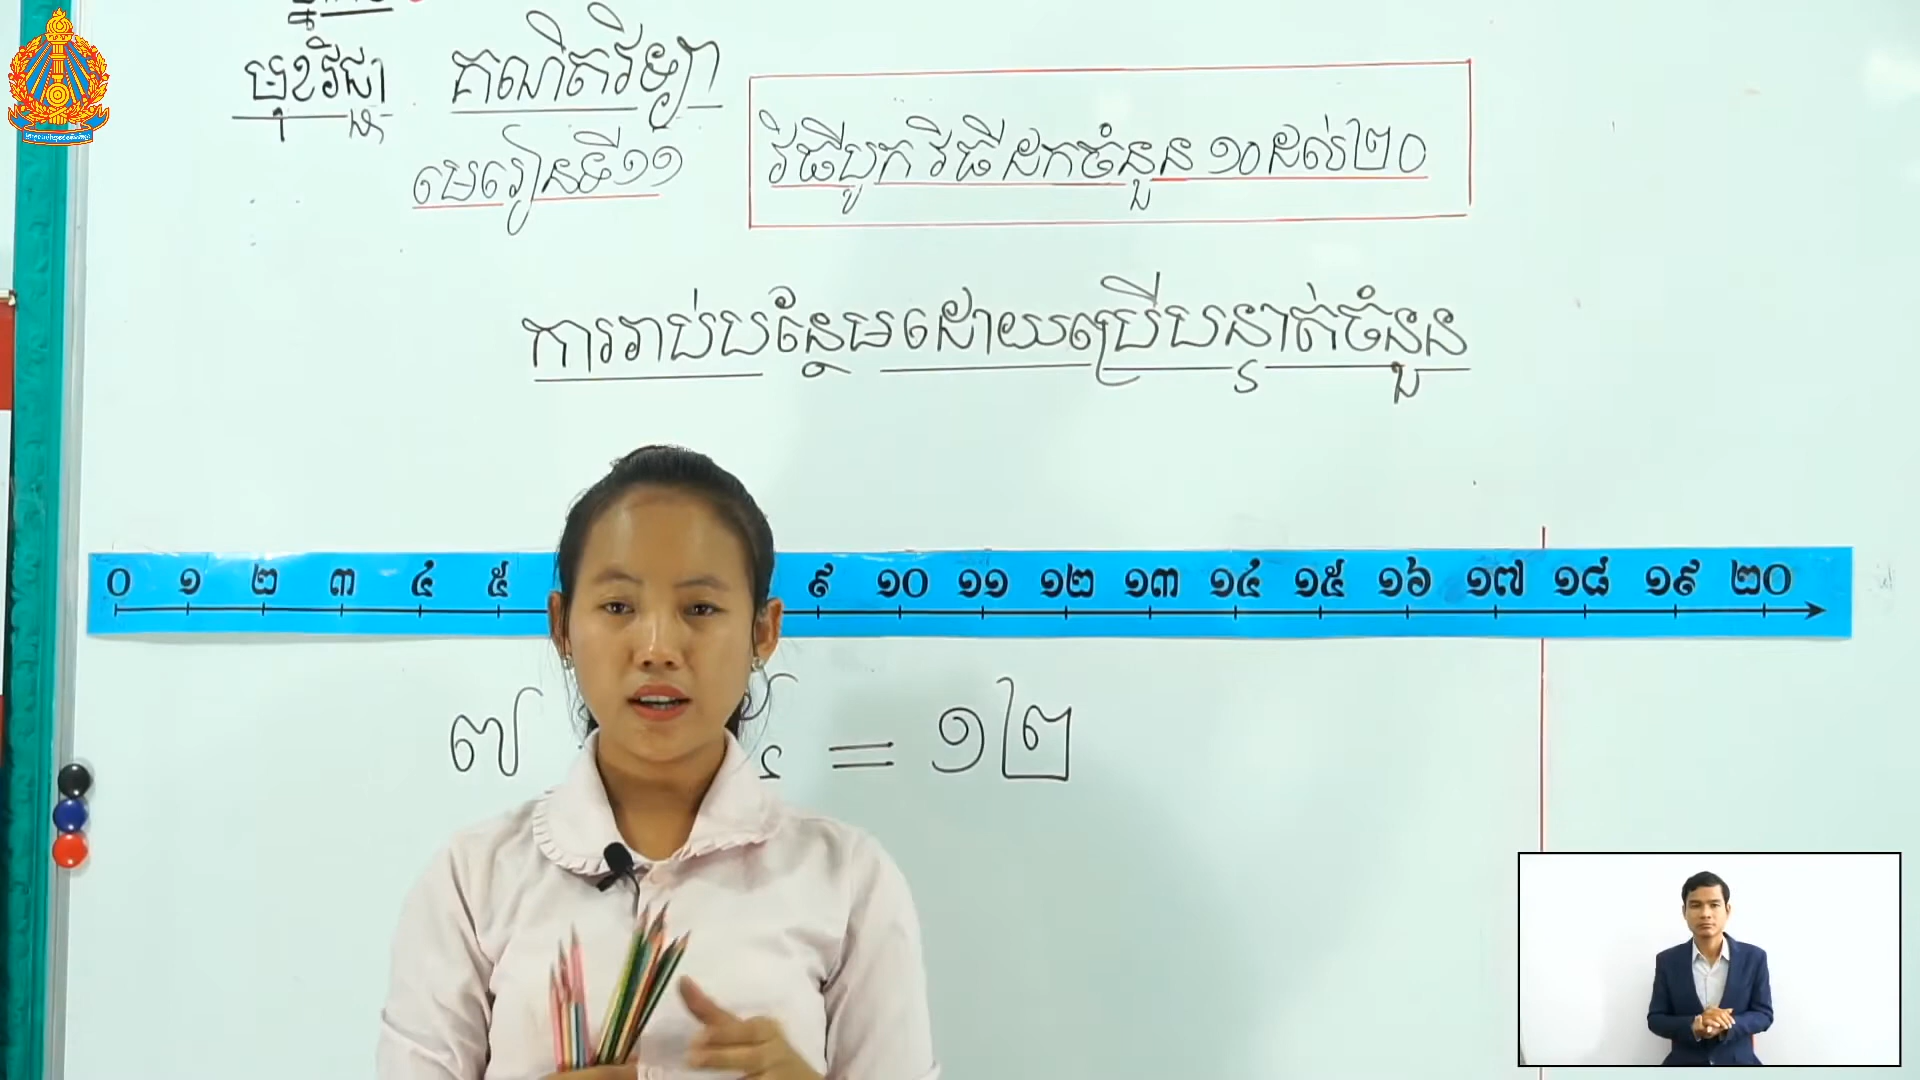 មុខវិជ្ជា គណិតវិទ្យា
មេរៀនទី១១ វិធីបូក វិធីដកចំនួន ១០ដល់២០
ការរាប់បន្ថែមដោយប្រើបន្ទាត់ចំនួន
០ ១ ២ ៣ ៤ ៥ ៩ ១០ ១១ ១២ ១៣ ១៤ ១៥ ១៦ ១៧ ១៨ ១៩ ២០
៧ = ១២